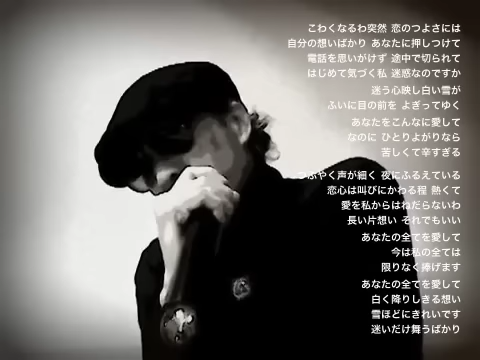 こわくなるわ突然 恋のつよさには
自分の想いばかり あなたに押しつけて
電話を思いがけず 途中で切られて
はじめて気づく私 迷惑なのですか
迷う心映し白い雪が
ふいに目の前を よぎってゆく
あなたをこんなに愛して
なのに ひとりよがりなら
苦しくて辛すぎる
つぶやく声が細く 夜にふるえている
恋心は叫びにかわる程 熱くて
愛を私からはねだらないわ
長い片想い それでもいい
あなたの全てを愛して
今は私の全ては
限りなく捧げます
あなたの全てを愛して
白く降りしきる想い
雪ほどにきれいです
迷いだけ舞うばかり